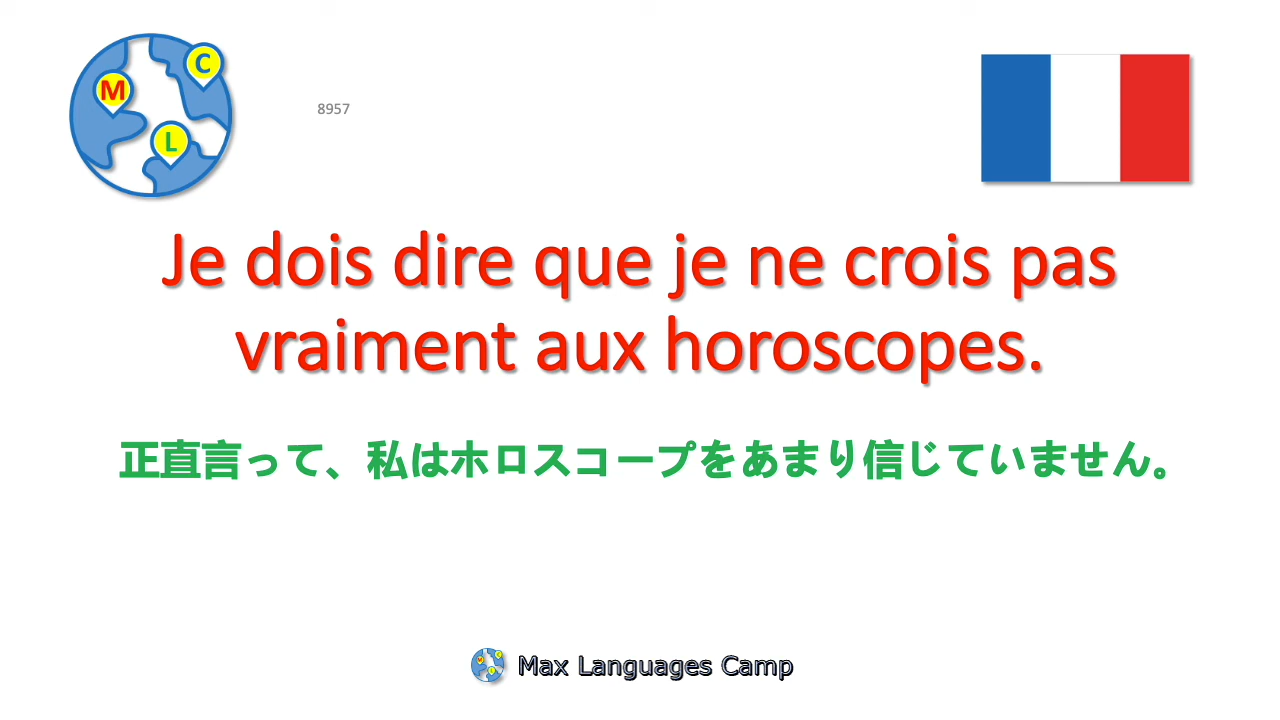 C
M
L
8957
Je dois dire que je ne crois pas
vraiment aux horoscopes.
正直言って、私はホロスコープをあまり信じていません。
Max Languages Camp